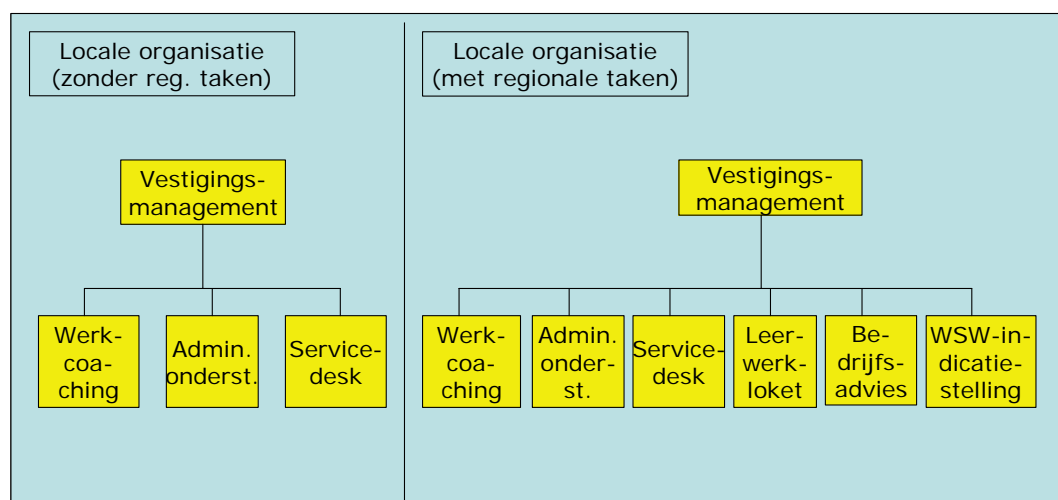 Locale organisatie
(zonder reg. taken)
Vestigings-
management
Werk-
coa-
ching
Admin.
onderst.
Service-
desk
Locale organisatie
(met regionale taken)
Vestigings-
management
Werk-
coa-
ching
Admin.
onder-
st.
Service-
desk
Leer-
werk-
loket
Be-
drijfs-
advies
WSW-in-
dicatie-
stelling